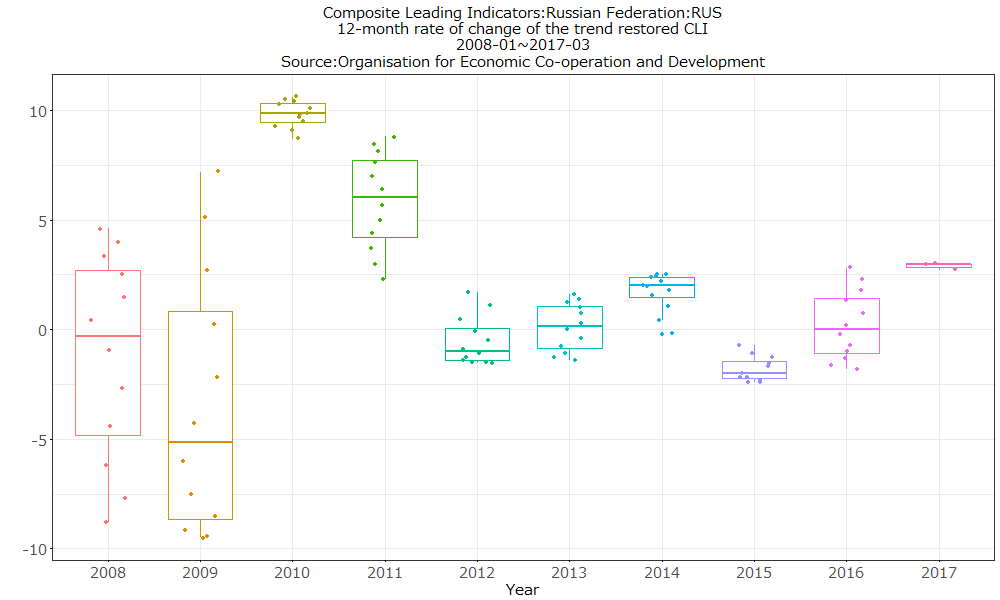 Composite Leading Indicators:Russian Federation:RUS
12-month rate of change of the trend restored CLI
2008-01~2017-03
Source:Organisation for Economic Co-operation and Development
10
5
0
-5
-10
2008 2009 2010 2011 2012 2013 2014 2015 2016 2017
Year